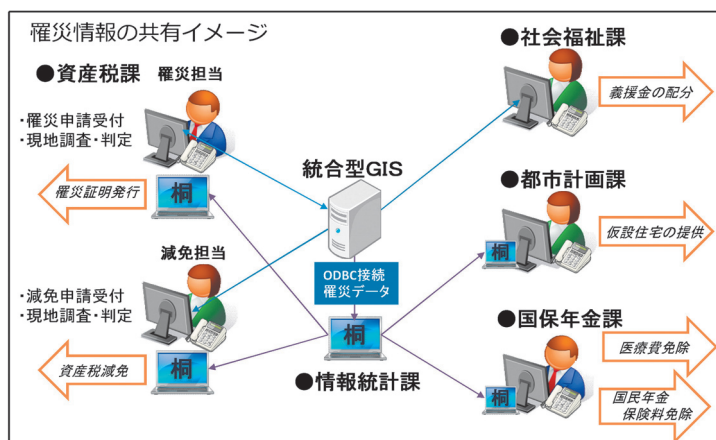 罹災情報の共有イメージ
●資産税課 罹災担当
・罹災申請受付
・現地調査・判定
桐
罹災証明発行
減免担当
・減免申請受付
・現地調査・判定
桐
資産税減免
統合型GIS
ODBC接続
罹災データ
桐
●情報統計課
●社会福祉課
義援金の配分
●都市計画課
桐
仮設住宅の提供
●国保年金課
桐
医療費免除
国民年金
保険料免除